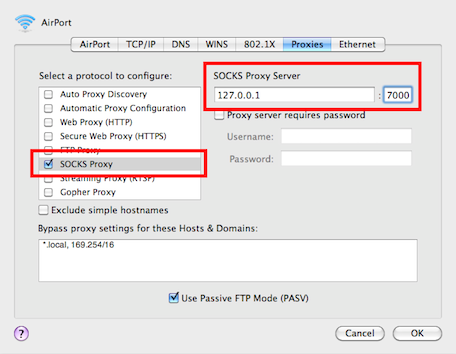 AirPort
AirPort TCP/IP DNS WINS 802.1X Proxies Ethernet
Select a protocol to configure:
Auto Proxy Discovery
Automatic Proxy Configuration
Web Proxy (HTTP)
Secure Web Proxy (HTTPS)
FTP Proxy
SOCKS Proxy
Streaming Proxy (RTSP)
Gopher Proxy
Exclude simple hostnames
SOCKS Proxy Server
127.0.0.1 : 7000
Proxy server requires password
Username:
Password:
Bypass proxy settings for these Hosts & Domains:
*.local, 169.254/16
Use Passive FTP Mode (PASV)
? Cancel OK